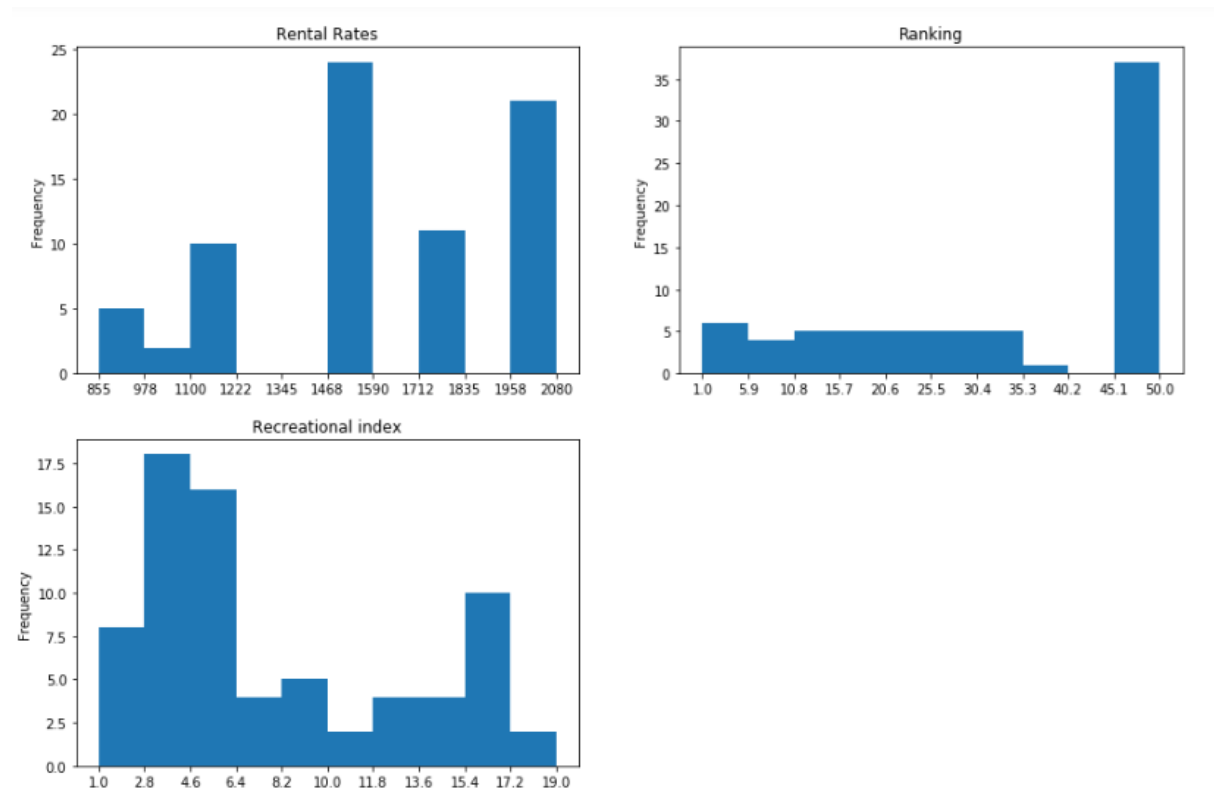 Rental Rates
25
20
15
10
5
0
Frequency
855 978 1100 1222 1345 1468 1590 1712 1835 1958 2080
Ranking
35
30
25
20
15
10
5
0
Frequency
1.0 5.9 10.8 15.7 20.6 25.5 30.4 35.3 40.2 45.1 50.0
Recreational index
17.5
15.0
12.5
10.0
7.5
5.0
2.5
0.0
Frequency
1.0 2.8 4.6 6.4 8.2 10.0 11.8 13.6 15.4 17.2 19.0